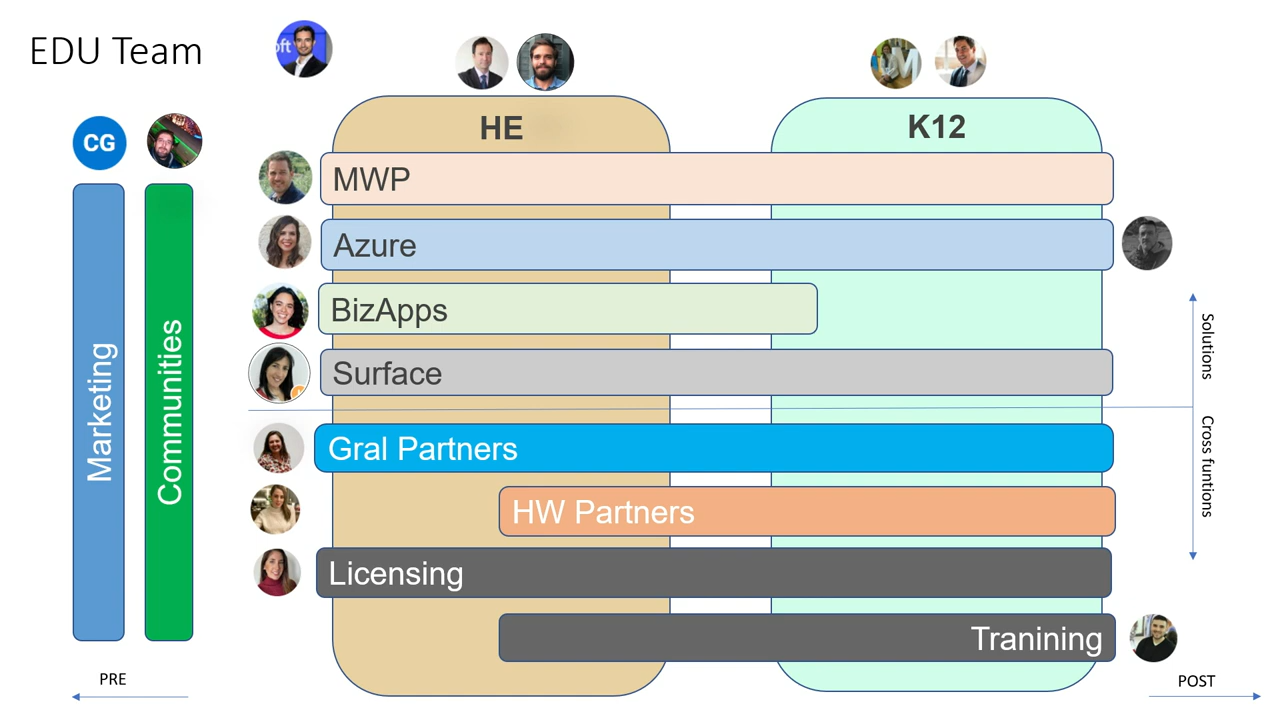 EDU Team
oft
M
CG
HE
K12
MWP
Azure
BizApps
Surface
Gral Partners
HW Partners
Licensing
Tranining
Marketing
Communities
Solutions
Cross funtions
PRE
POST